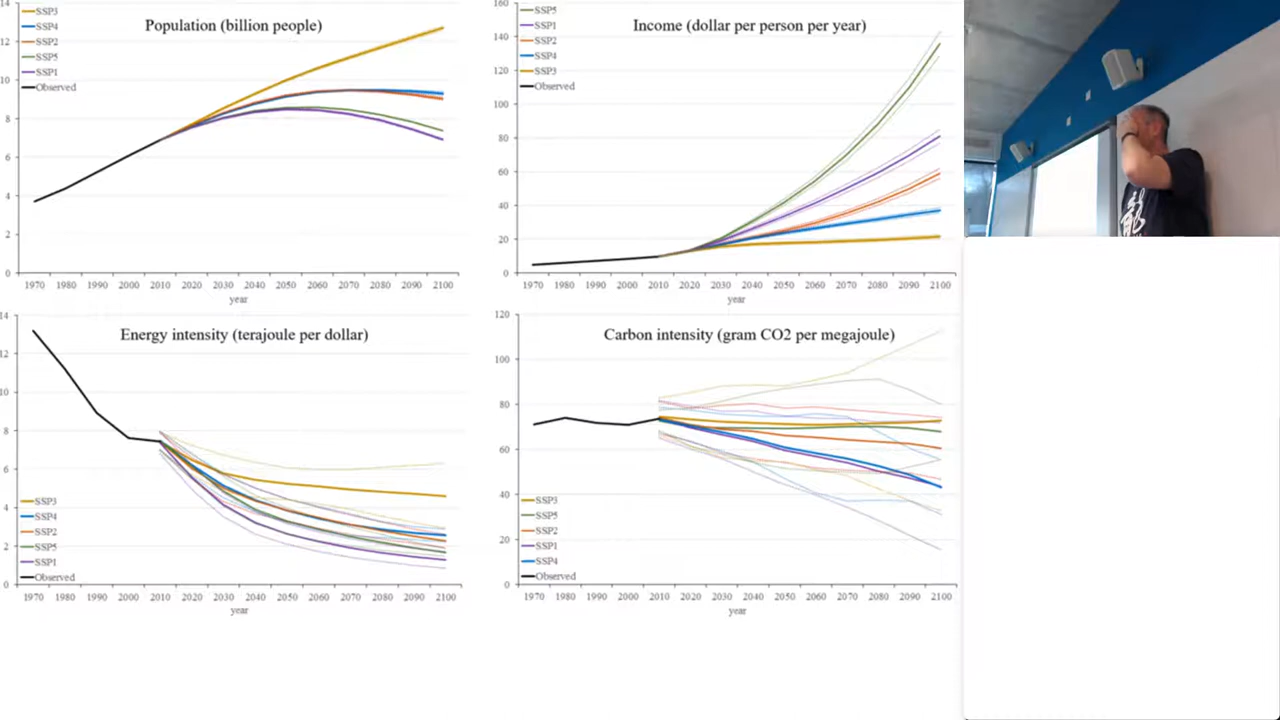 Population (billion people)
14
12
10
8
6
4
2
0
SSP3
SSP4
SSP2
SSP5
SSP1
Observed
1970 1980 1990 2000 2010 2020 2030 2040 2050 2060 2070 2080 2090 2100
year
Income (dollar per person per year)
160
140
120
100
80
60
40
20
0
SSP5
SSP1
SSP2
SSP4
SSP3
Observed
1970 1980 1990 2000 2010 2020 2030 2040 2050 2060 2070 2080 2090 2100
year
Energy intensity (terajoule per dollar)
14
12
10
8
6
4
2
0
SSP3
SSP4
SSP2
SSP5
SSP1
Observed
1970 1980 1990 2000 2010 2020 2030 2040 2050 2060 2070 2080 2090 2100
year
Carbon intensity (gram CO2 per megajoule)
120
100
80
60
40
20
0
SSP3
SSP5
SSP2
SSP1
SSP4
Observed
1970 1980 1990 2000 2010 2020 2030 2040 2050 2060 2070 2080 2090 2100
year